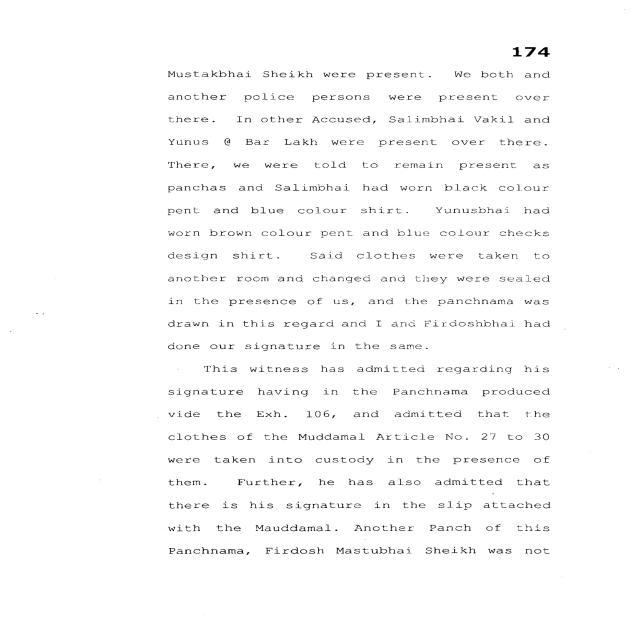 174
Mustakbhai Sheikh were present. We both and
another police persons were present over
there. In other Accused, Salimbhai Vakil and
Yunus @ Bar Lakh were present over there.
There, we were told to remain present as
panchas and Salimbhai had worn black colour
pent and blue colour shirt. Yunusbhai had
worn brown colour pent and blue colour checks
design shirt. Said clothes were taken to
another room and changed and they were sealed
in the presence of us, and the panchnama was
drawn in this regard and I and Firdoshbhai had
done our signature in the same.
This witness has admitted regarding his
signature having in the Panchnama produced
vide the Exh. 106, and admitted that the
clothes of the Muddamal Article No. 27 to 30
were taken into custody in the presence of
them. Further, he has also admitted that
there is his signature in the slip attached
with the Mauddamal. Another Panch of this
Panchnama, Firdosh Mastubhai Sheikh was not